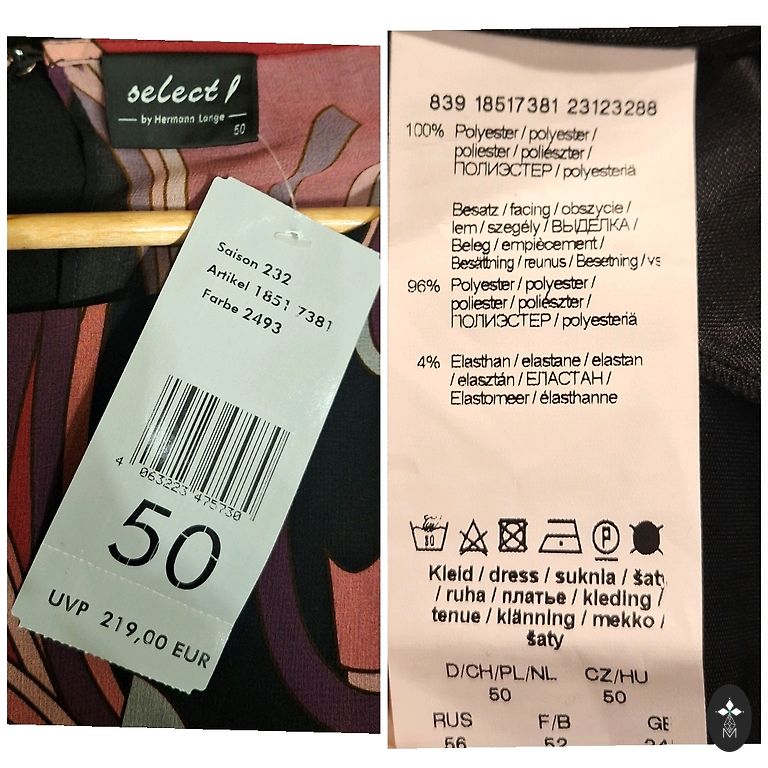 select !
by Hermann Lange
50
Saison 232
Artikel 1851 7381
Farbe 2493
4 063223 475730
50
UVP 219,00 EUR
839 18517381 23123288
100% Polyester / polyester /
poliester / poliészter /
ПОЛИЭСТЕР / polyesteriä
Besatz / facing / obszycie /
lem / szegély / ВЫДЕЛКА /
Beleg / empiècement /
Besättning / reunus / Besetning / vs
96% Polyester / polyester /
poliester / poliészter /
ПОЛИЭСТЕР / polyesteriä
4% Elasthan / elastane / elastan
/ elasztán / ЕЛАСТАН /
Elastomeer / élasthanne
P
Kleid / dress / suknia / šaty
/ ruha / платье / kleding /
tenue / klänning / mekko /
šaty
D/CH/PL/NL CZ/HU
50 50
RUS F/B GE
56 52
M